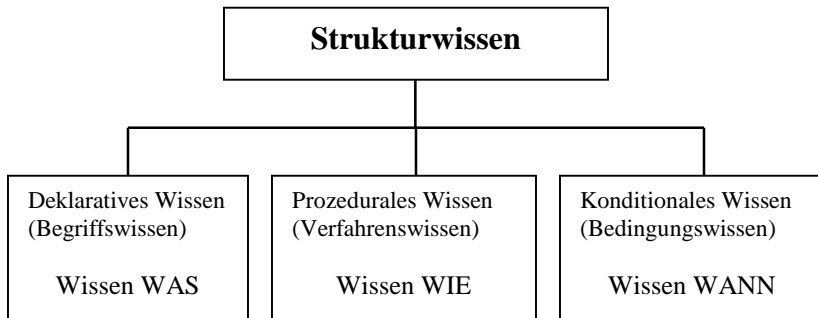 Strukturwissen
Deklaratives Wissen
(Begriffswissen)
Wissen WAS
Prozedurales Wissen
(Verfahrenswissen)
Wissen WIE
Konditionales Wissen
(Bedingungswissen)
Wissen WANN